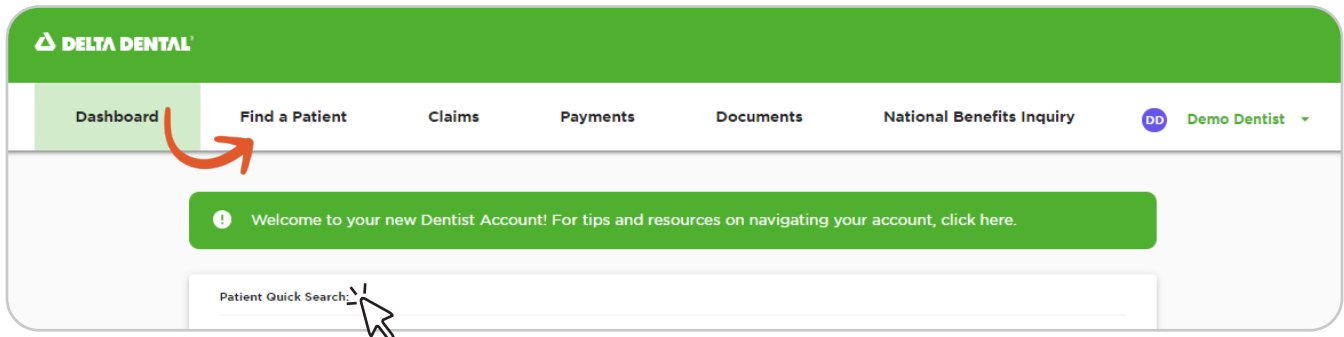 DELTA DENTAL®
Dashboard Find a Patient Claims Payments Documents National Benefits Inquiry DD Demo Dentist
Welcome to your new Dentist Account! For tips and resources on navigating your account, click here.
Patient Quick Search: